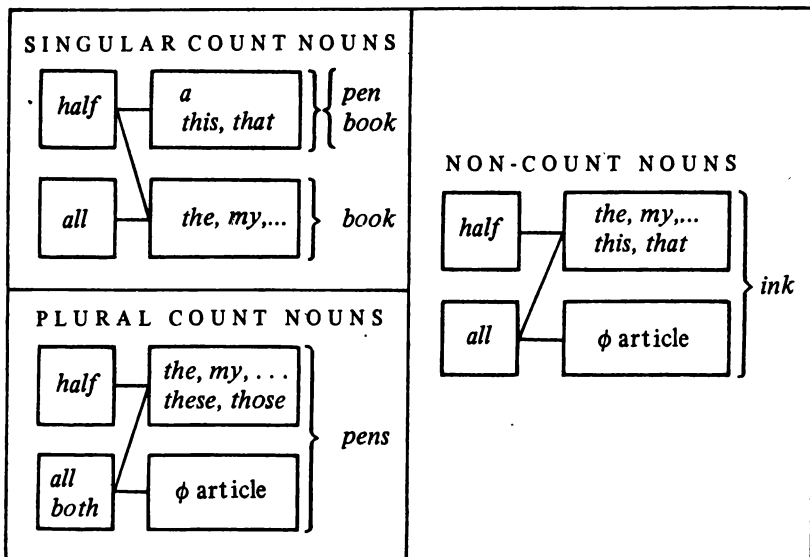 SINGULAR COUNT NOUNS
half
a
this, that
pen
book
all
the, my,...
book
PLURAL COUNT NOUNS
half
the, my, . . .
these, those
pens
all
both
ϕ article
NON-COUNT NOUNS
half
the, my,...
this, that
ink
all
ϕ article